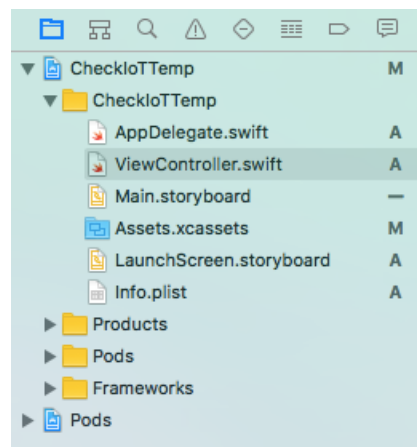 CheckIoTTemp M
CheckIoTTemp
AppDelegate.swift A
ViewController.swift A
Main.storyboard –
Assets.xcassets M
LaunchScreen.storyboard A
Info.plist A
Products
Pods
Frameworks
Pods